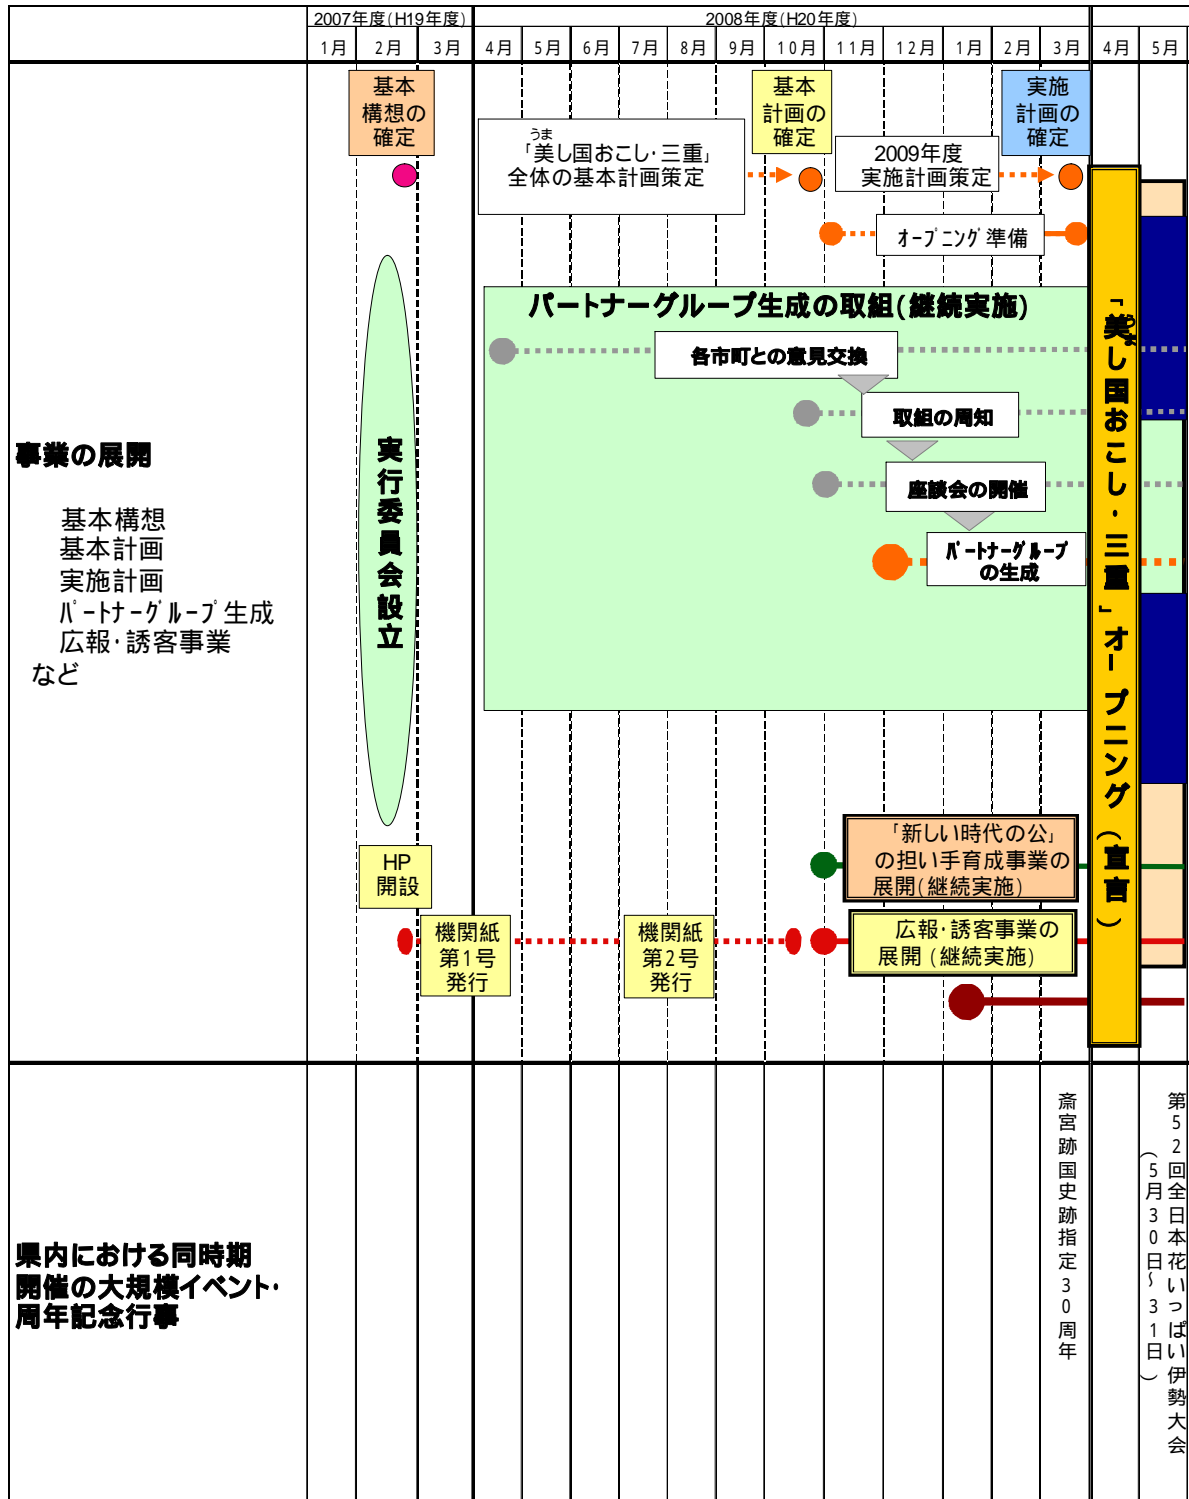 2007年度(H19年度)
2008年度(H20年度)
1月 2月 3月 4月 5月 6月 7月 8月 9月 10月 11月 12月 1月 2月 3月 4月 5月
事業の展開
基本構想
基本計画
実施計画
パートナーグループ生成
広報・誘客事業
など
基本
構想の
確定
うま
「美し国おこし・三重」
全体の基本計画策定
基本
計画の
確定
2009年度
実施計画策定
実施
計画の
確定
オープニング準備
実行委員会設立
パートナーグループ生成の取組(継続実施)
各市町との意見交換
取組の周知
座談会の開催
パートナーグループ
の生成
うま
「美し国おこし・三重」オープニング(宣言)
「新しい時代の公」
の担い手育成事業の
展開(継続実施)
HP
開設
機関紙
第1号
発行
機関紙
第2号
発行
広報・誘客事業の
展開(継続実施)
県内における同時期
開催の大規模イベント・
周年記念行事
斎宮跡国史跡指定30周年
第52回全日本花いっぱい伊勢大会
(5月30日~31日)